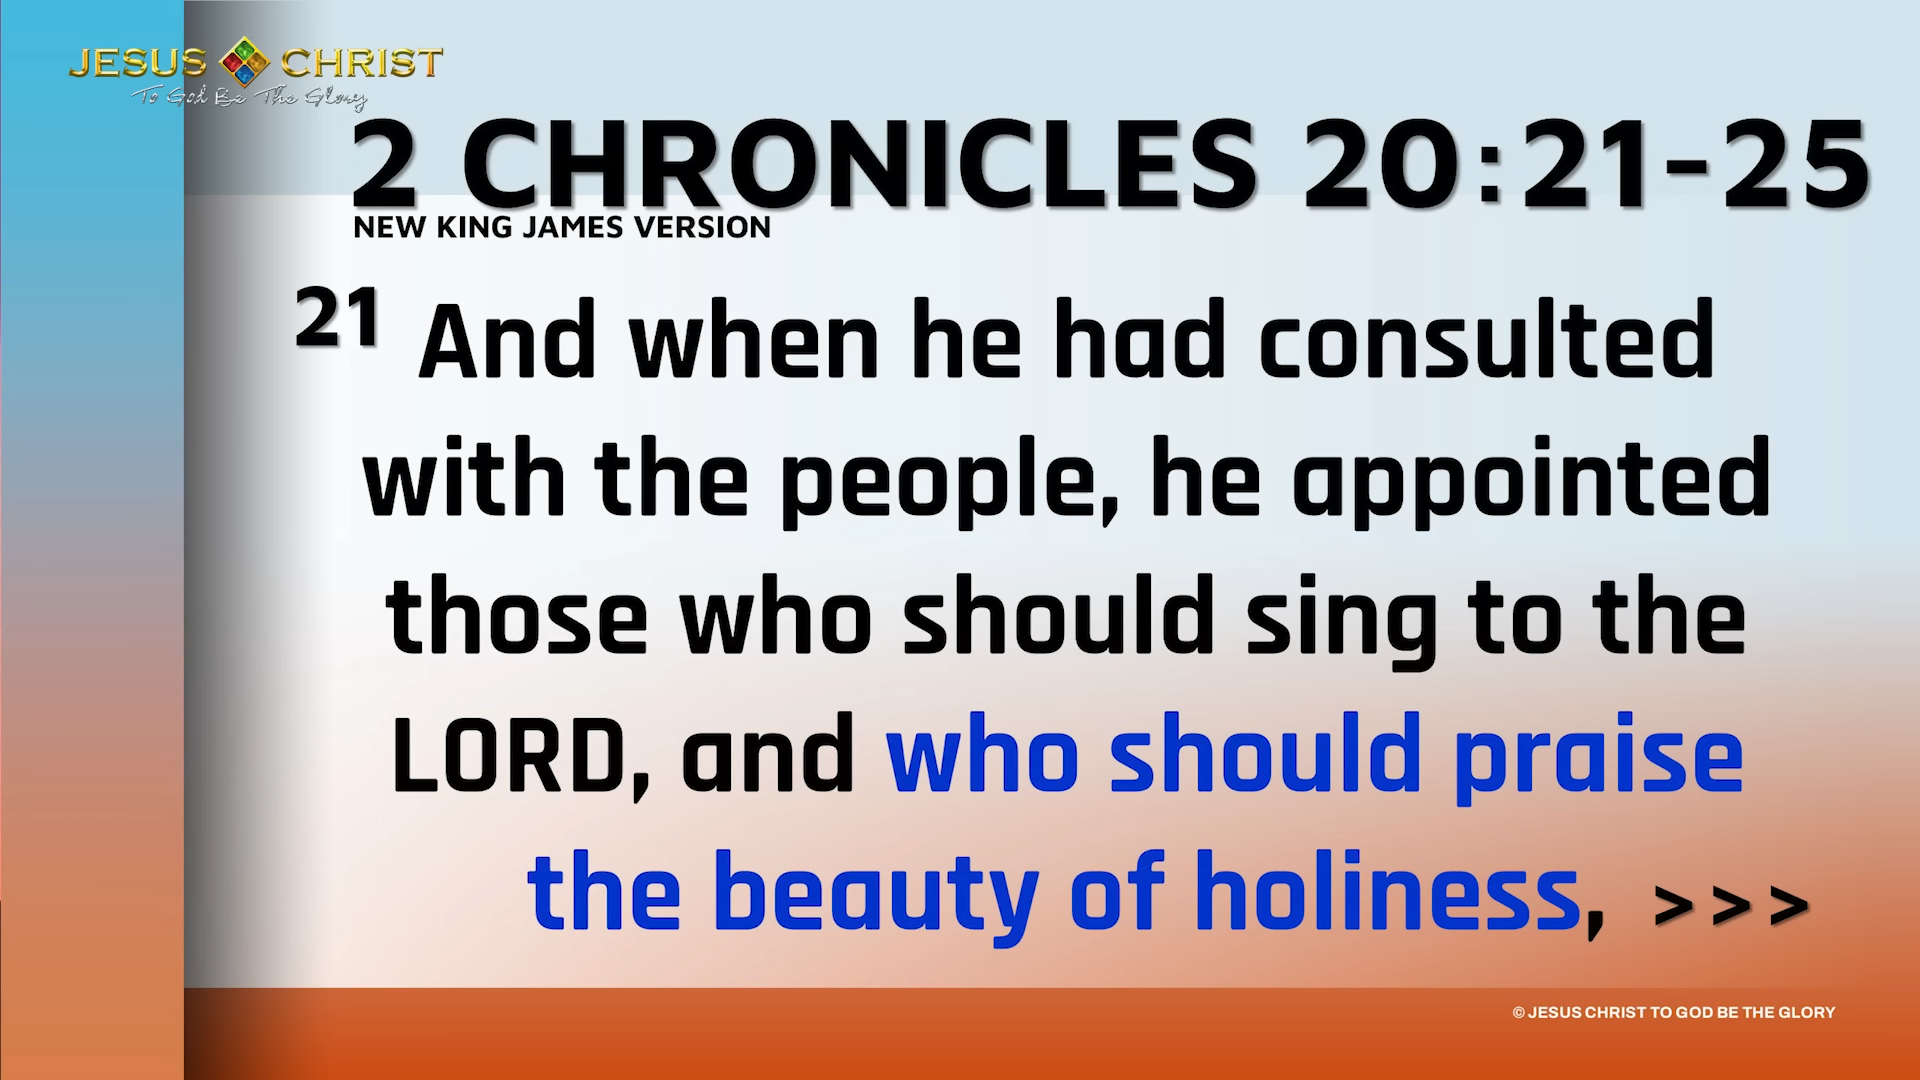 JESUS CHRIST
To God Be The Glory
2 CHRONICLES 20:21-25
NEW KING JAMES VERSION
21 And when he had consulted
with the people, he appointed
those who should sing to the
LORD, and who should praise
the beauty of holiness, >>>
© JESUS CHRIST TO GOD BE THE GLORY